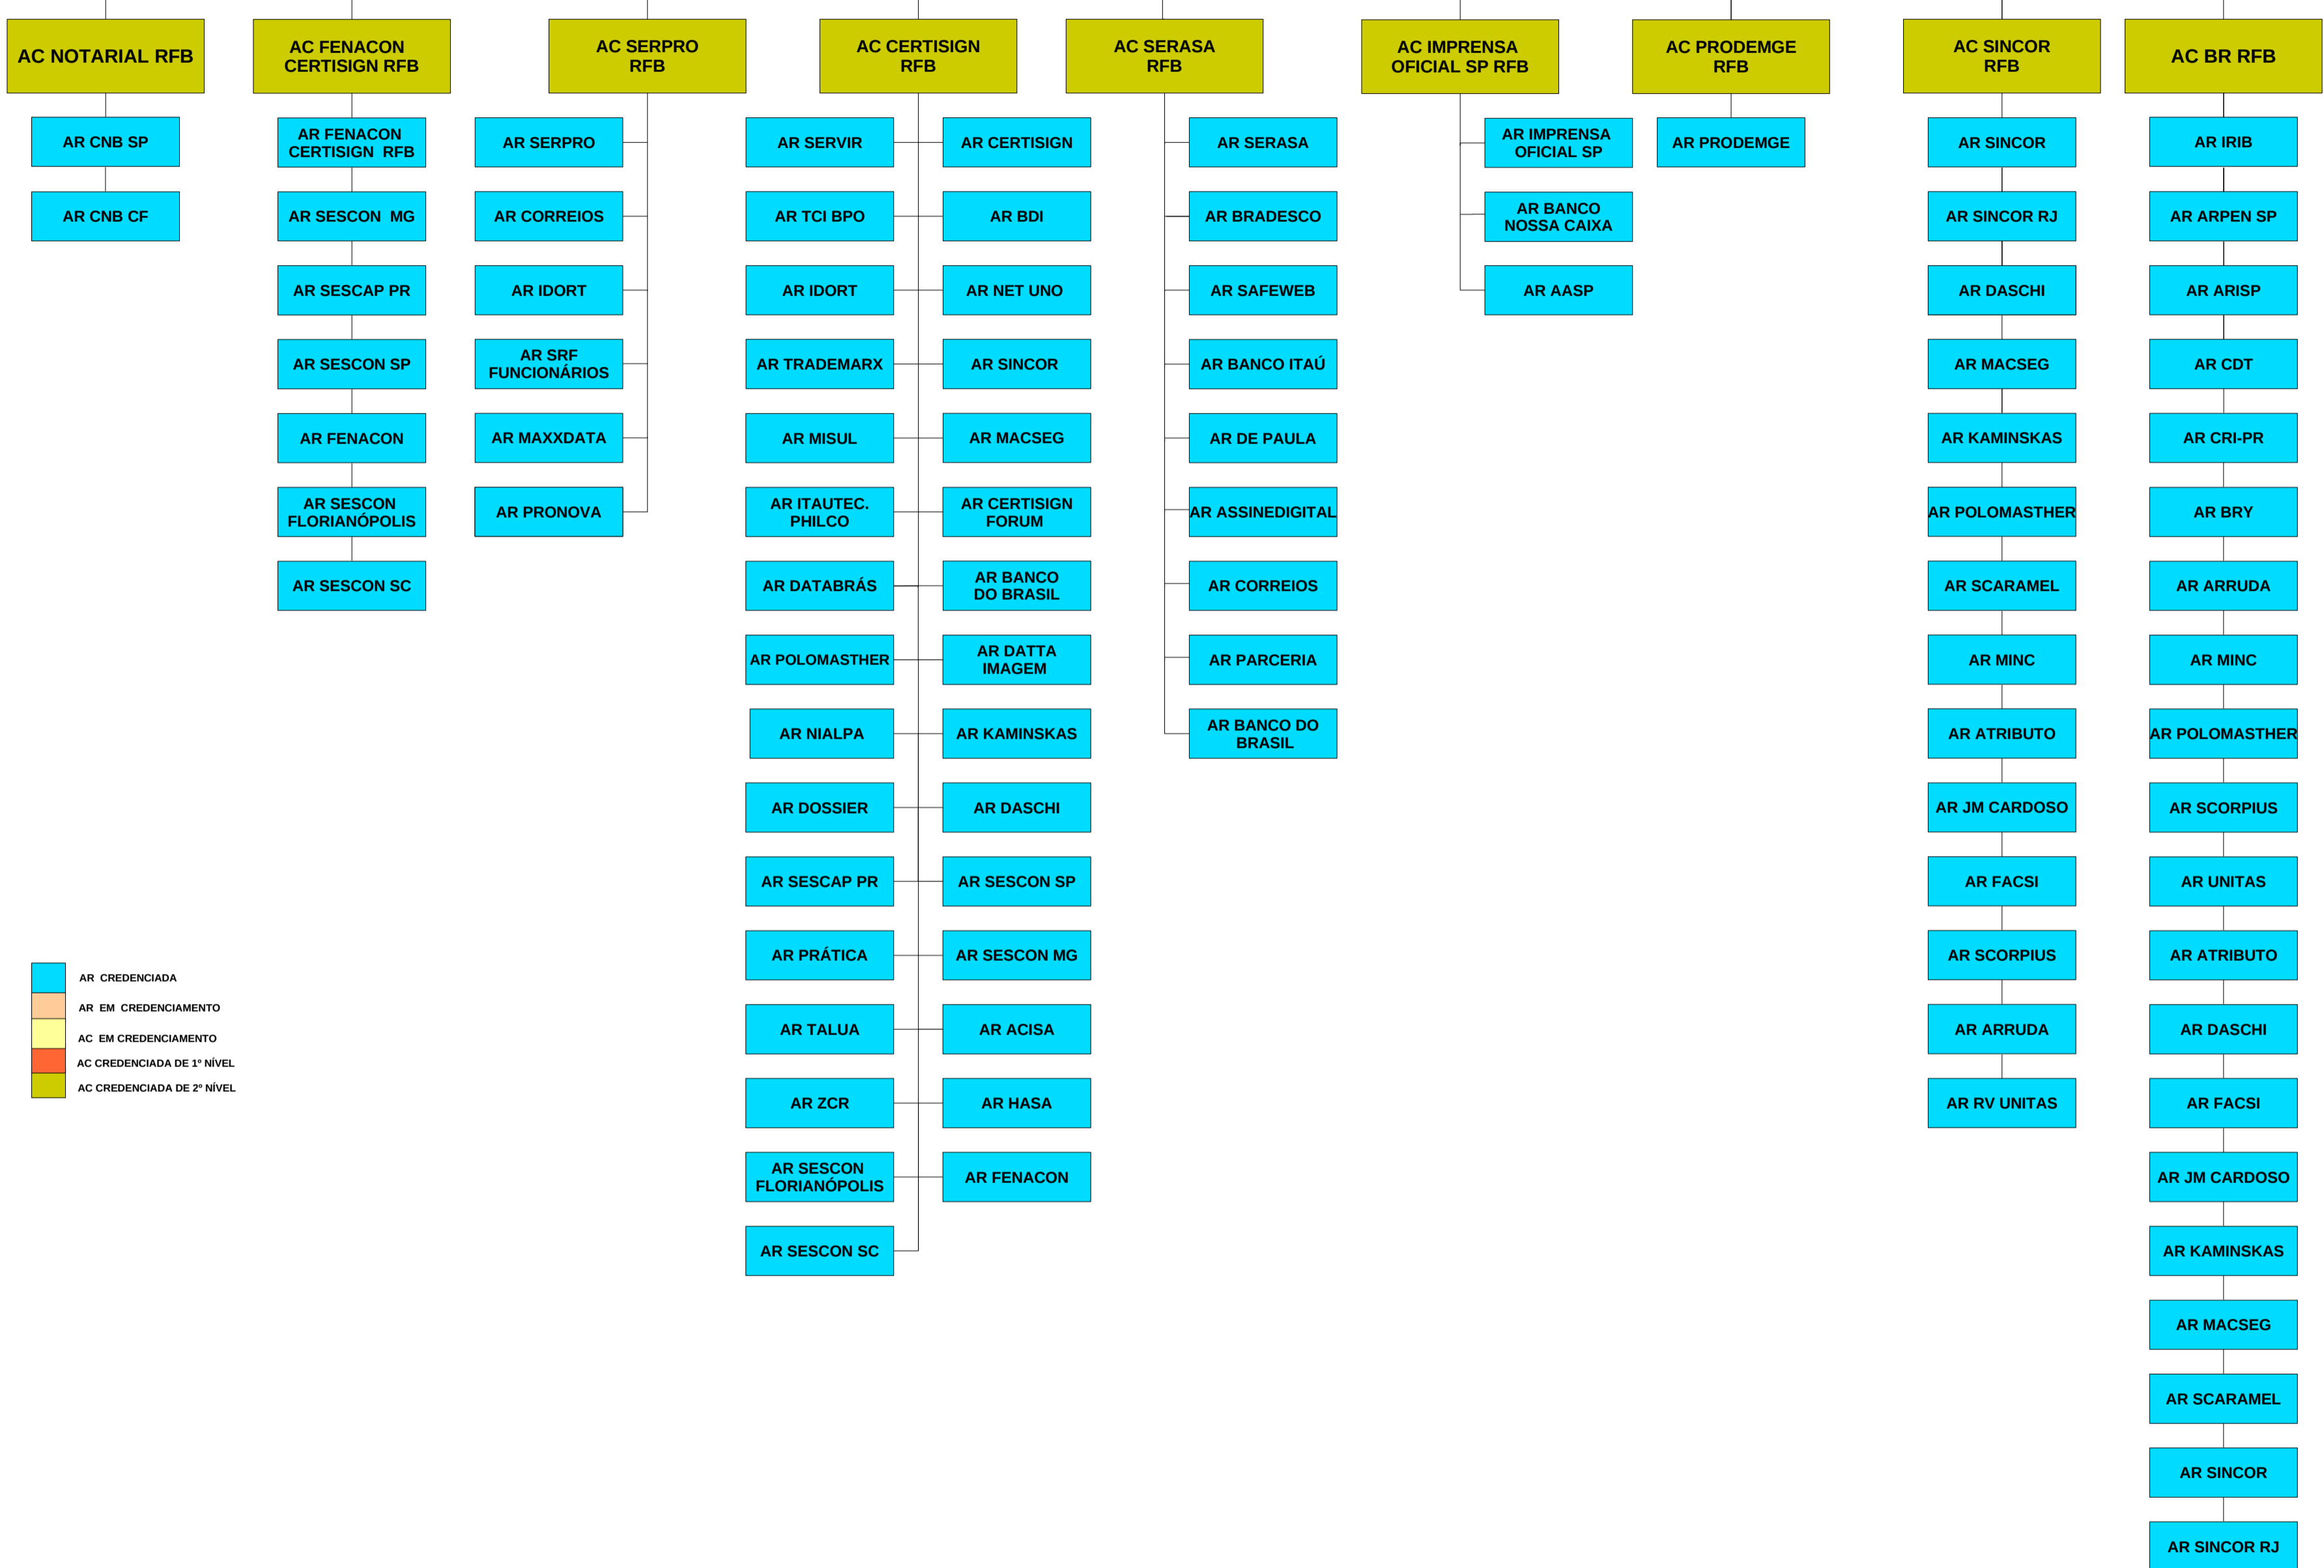 AC NOTARIAL RFB
AR CNB SP
AR CNB CF
AC FENACON
CERTISIGN RFB
AR FENACON
CERTISIGN RFB
AR SESCON MG
AR SESCAP PR
AR SESCON SP
AR FENACON
AR SESCON
FLORIANÓPOLIS
AR SESCON SC
AC SERPRO
RFB
AR SERPRO
AR CORREIOS
AR IDORT
AR SRF
FUNCIONÁRIOS
AR MAXXDATA
AR PRONOVA
AC CERTISIGN
RFB
AR SERVIR
AR TCI BPO
AR IDORT
AR TRADEMARX
AR MISUL
AR ITAUTEC.
PHILCO
AR DATABRÁS
AR POLOMASTHER
AR NIALPA
AR DOSSIER
AR SESCAP PR
AR PRÁTICA
AR TALUA
AR ZCR
AR SESCON
FLORIANÓPOLIS
AR SESCON SC
AR CERTISIGN
AR BDI
AR NET UNO
AR SINCOR
AR MACSEG
AR CERTISIGN
FORUM
AR BANCO
DO BRASIL
AR DATTA
IMAGEM
AR KAMINSKAS
AR DASCHI
AR SESCON SP
AR SESCON MG
AR ACISA
AR HASA
AR FENACON
AC SERASA
RFB
AR SERASA
AR BRADESCO
AR SAFEWEB
AR BANCO ITAÚ
AR DE PAULA
AR ASSINEDIGITAL
AR CORREIOS
AR PARCERIA
AR BANCO DO
BRASIL
AC IMPRENSA
OFICIAL SP RFB
AR IMPRENSA
OFICIAL SP
AR BANCO
NOSSA CAIXA
AR AASP
AC PRODEMGE
RFB
AR PRODEMGE
AC SINCOR
RFB
AR SINCOR
AR SINCOR RJ
AR DASCHI
AR MACSEG
AR KAMINSKAS
AR POLOMASTHER
AR SCARAMEL
AR MINC
AR ATRIBUTO
AR JM CARDOSO
AR FACSI
AR SCORPIUS
AR ARRUDA
AR RV UNITAS
AC BR RFB
AR IRIB
AR ARPEN SP
AR ARISP
AR CDT
AR CRI-PR
AR BRY
AR ARRUDA
AR MINC
AR POLOMASTHER
AR SCORPIUS
AR UNITAS
AR ATRIBUTO
AR DASCHI
AR FACSI
AR JM CARDOSO
AR KAMINSKAS
AR MACSEG
AR SCARAMEL
AR SINCOR
AR SINCOR RJ
AR CREDENCIADA
AR EM CREDENCIAMENTO
AC EM CREDENCIAMENTO
AC CREDENCIADA DE 1º NÍVEL
AC CREDENCIADA DE 2º NÍVEL